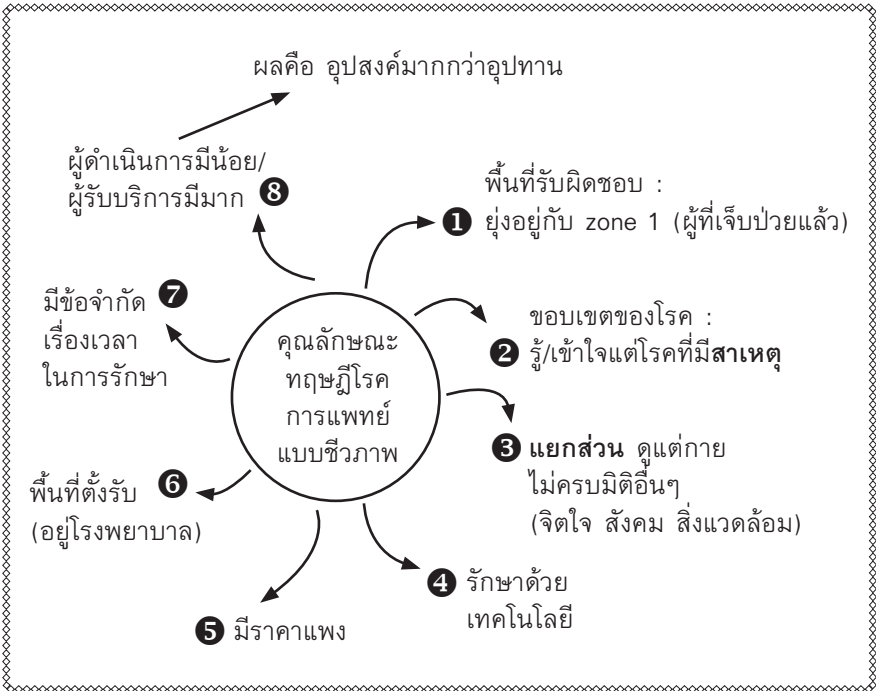 ผลคือ อุปสงค์มากกว่าอุปทาน
ผู้ดำเนินการมีน้อย/
ผู้รับบริการมีมาก ❽
พื้นที่รับผิดชอบ :
❶ ยุ่งอยู่กับ zone 1 (ผู้ที่เจ็บป่วยแล้ว)
ขอบเขตของโรค :
❷ รู้/เข้าใจแต่โรคที่มีสาเหตุ
❸ แยกส่วน ดูแต่กาย
ไม่ครบมิติอื่นๆ
(จิตใจ สังคม สิ่งแวดล้อม)
❹ รักษาด้วย
เทคโนโลยี
❺ มีราคาแพง
พื้นที่ตั้งรับ ❻
(อยู่โรงพยาบาล)
มีข้อจำกัด ❼
เรื่องเวลา
ในการรักษา
คุณลักษณะ
ทฤษฎีโรค
การแพทย์
แบบชีวภาพ